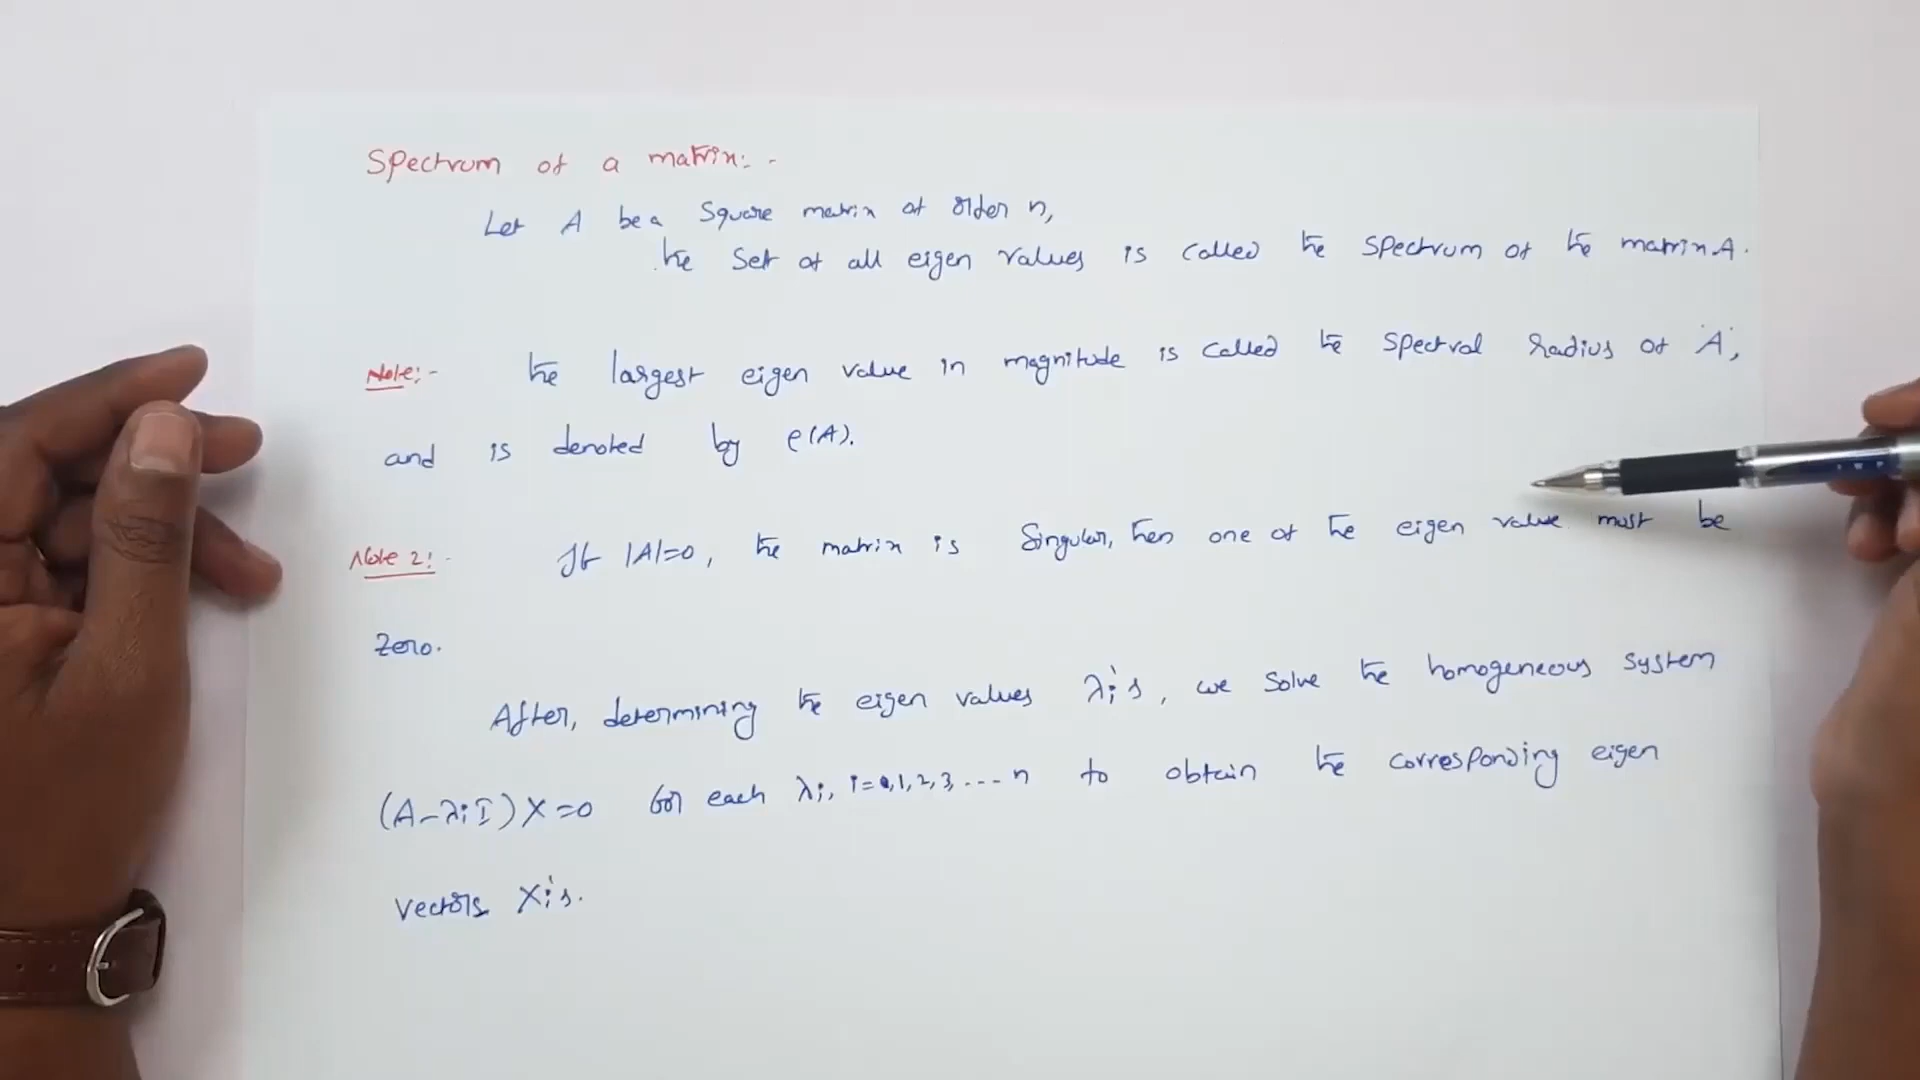 Spectrum of a matrix:-
Let A be a square matrix of order n,
the set of all eigen values is called the spectrum of the matrix A.
Note:- the largest eigen value in magnitude is called the spectral radius of 'A',
and is denoted by ρ(A).
Note 2:- If |A|=0, the matrix is singular, then one of the eigen value must be
zero.
After, determining the eigen values λi's, we solve the homogeneous system
(A-λiI)X=0 for each λi, i=1,2,3,---n to obtain the corresponding eigen
vectors Xi's.